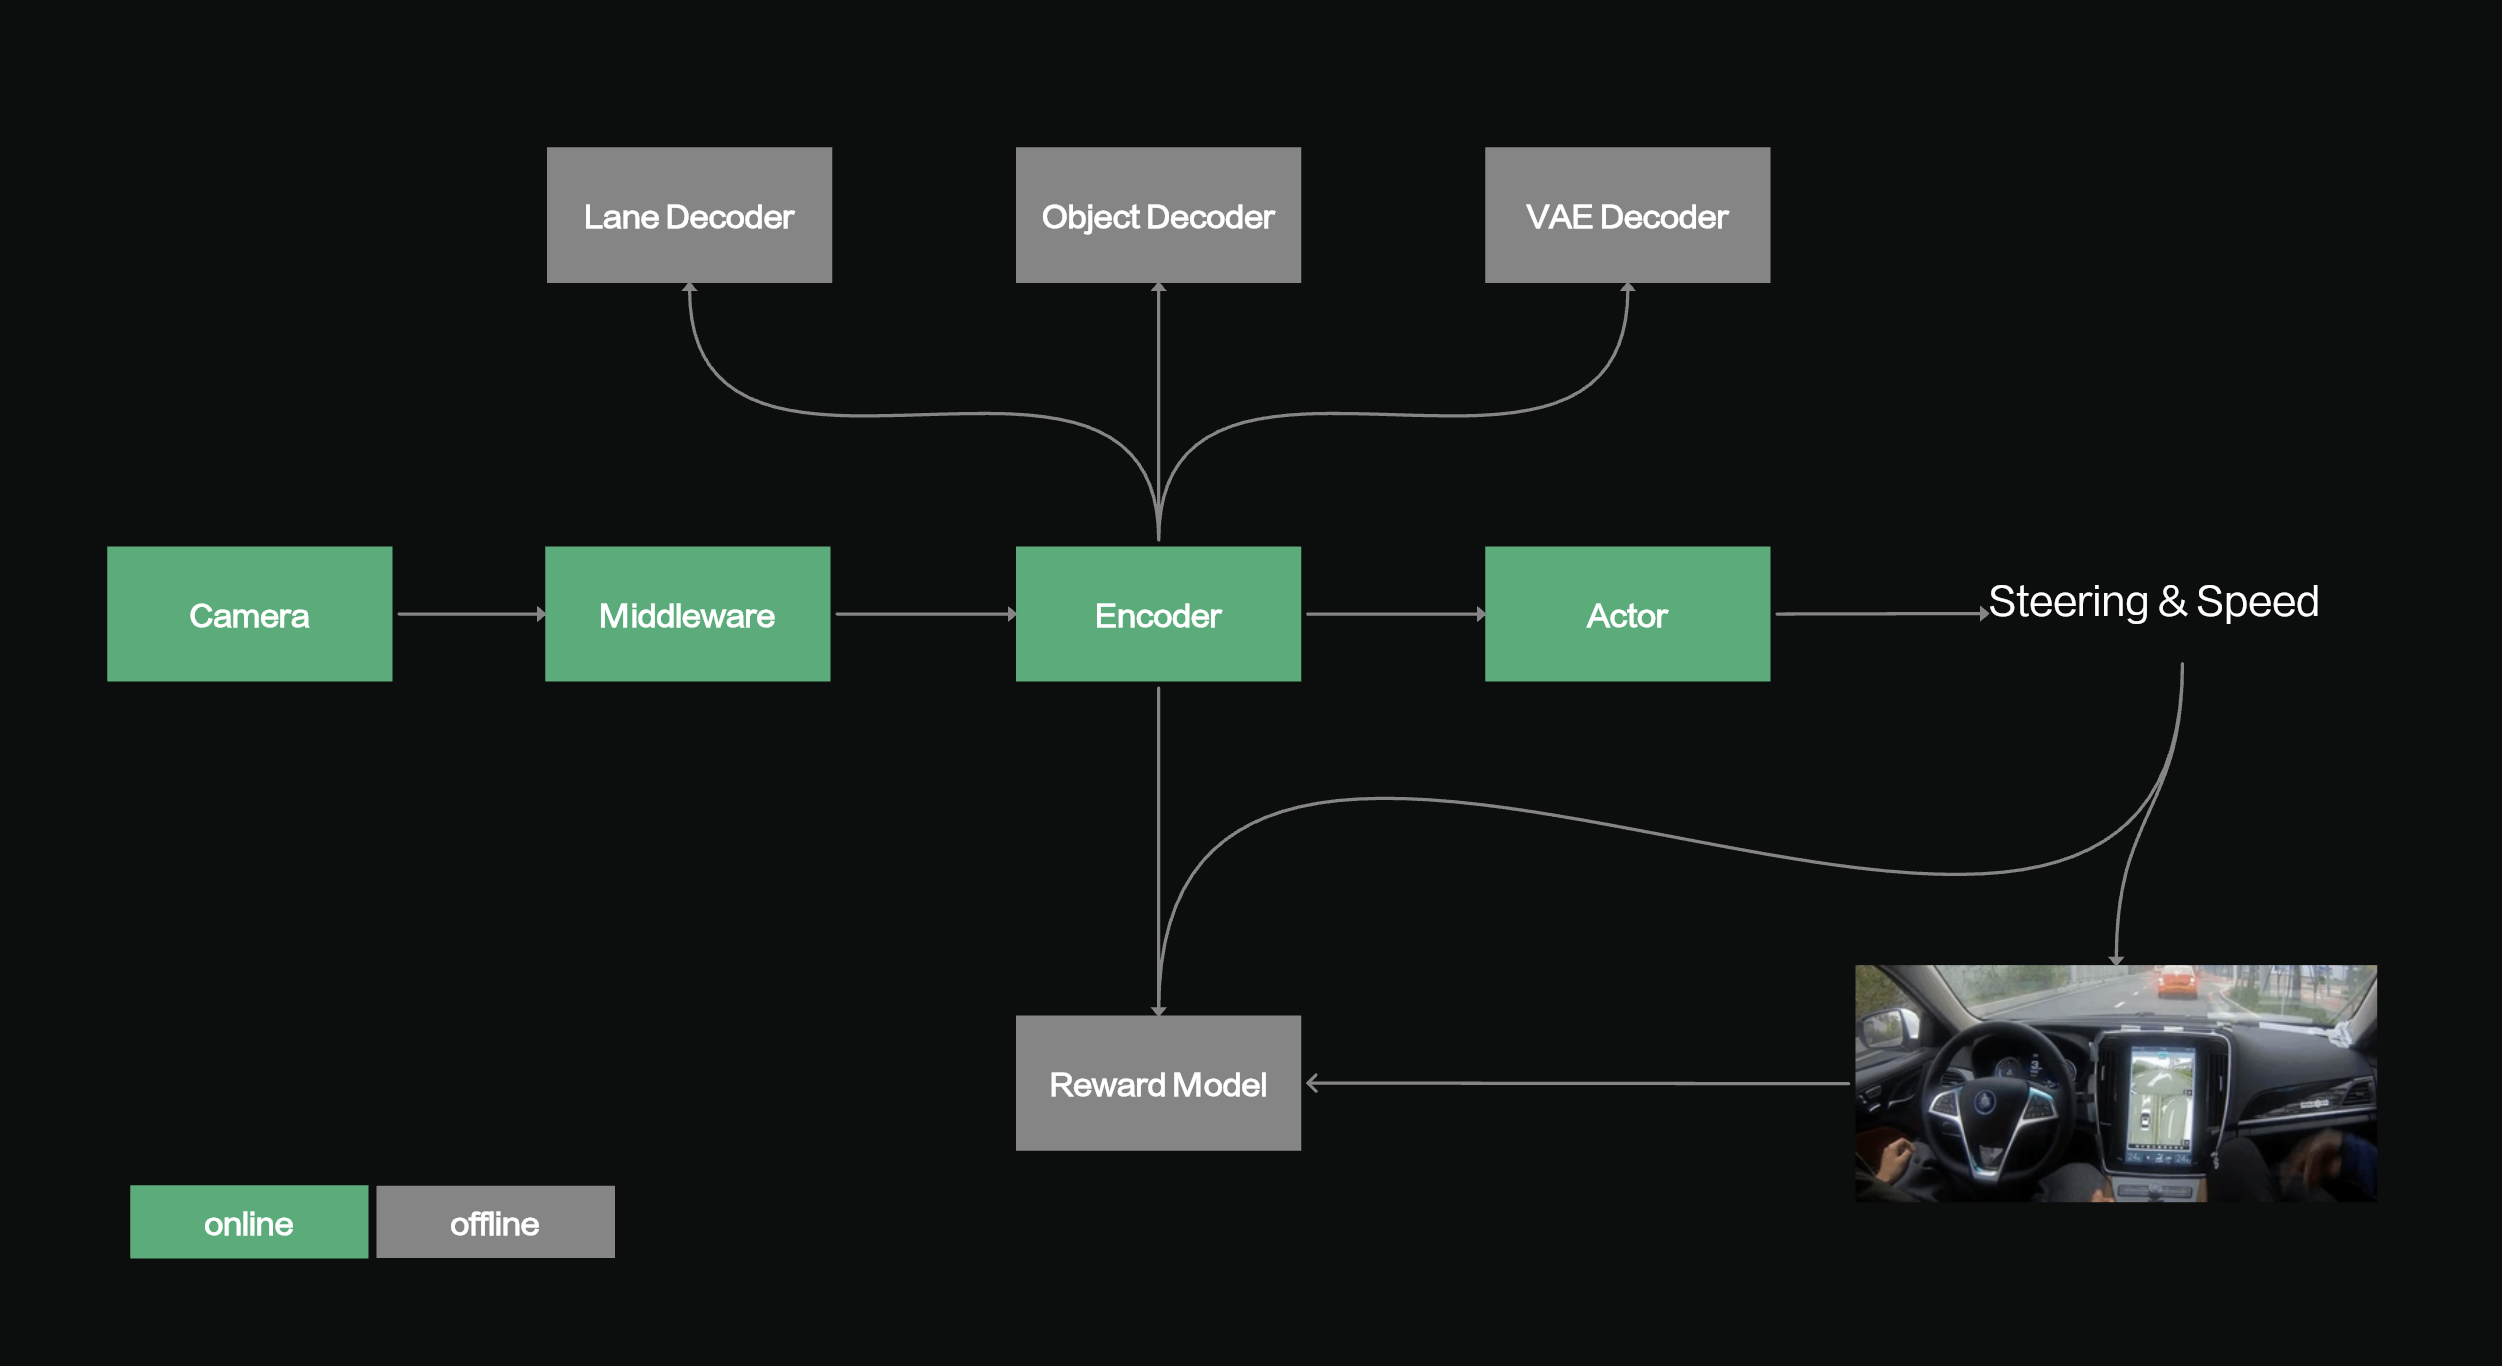 Lane Decoder
Object Decoder
VAE Decoder
Camera
Middleware
Encoder
Actor
Steering & Speed
Reward Model
online
offline